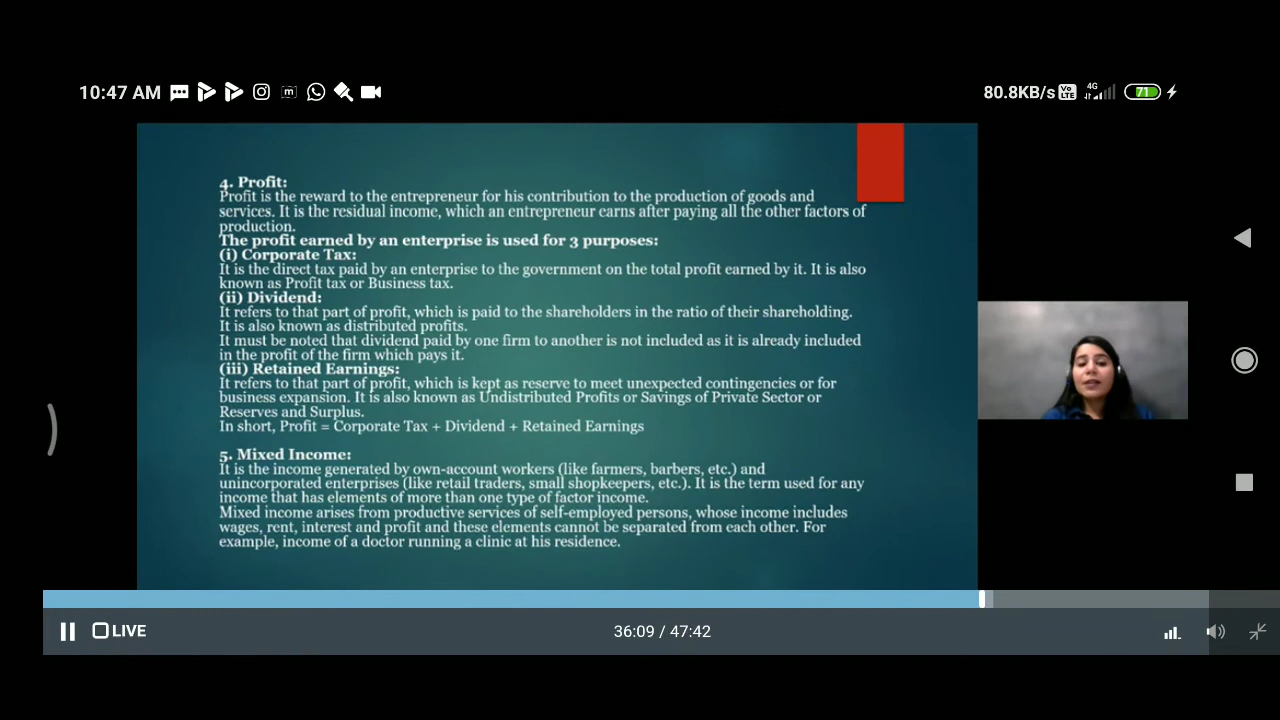 10:47 AM
80.8KB/s Vo LTE 4G 71
4. Profit:
Profit is the reward to the entrepreneur for his contribution to the production of goods and
services. It is the residual income, which an entrepreneur earns after paying all the other factors of
production.
The profit earned by an enterprise is used for 3 purposes:
(i) Corporate Tax:
It is the direct tax paid by an enterprise to the government on the total profit earned by it. It is also
known as Profit tax or Business tax.
(ii) Dividend:
It refers to that part of profit, which is paid to the shareholders in the ratio of their shareholding.
It is also known as distributed profits.
It must be noted that dividend paid by one firm to another is not included as it is already included
in the profit of the firm which pays it.
(iii) Retained Earnings:
It refers to that part of profit, which is kept as reserve to meet unexpected contingencies or for
business expansion. It is also known as Undistributed Profits or Savings of Private Sector or
Reserves and Surplus.
In short, Profit = Corporate Tax + Dividend + Retained Earnings
5. Mixed Income:
It is the income generated by own-account workers (like farmers, barbers, etc.) and
unincorporated enterprises (like retail traders, small shopkeepers, etc.). It is the term used for any
income that has elements of more than one type of factor income.
Mixed income arises from productive services of self-employed persons, whose income includes
wages, rent, interest and profit and these elements cannot be separated from each other. For
example, income of a doctor running a clinic at his residence.
LIVE
36:09 / 47:42